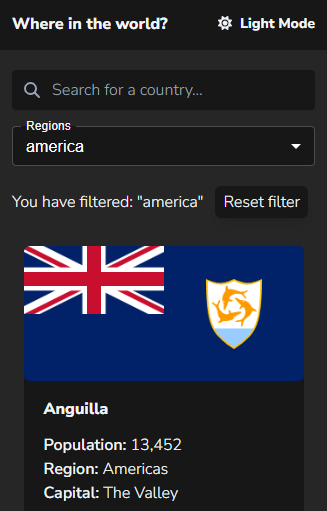 Where in the world? Light Mode
Search for a country...
Regions
america
You have filtered: "america" Reset filter
Anguilla
Population: 13,452
Region: Americas
Capital: The Valley